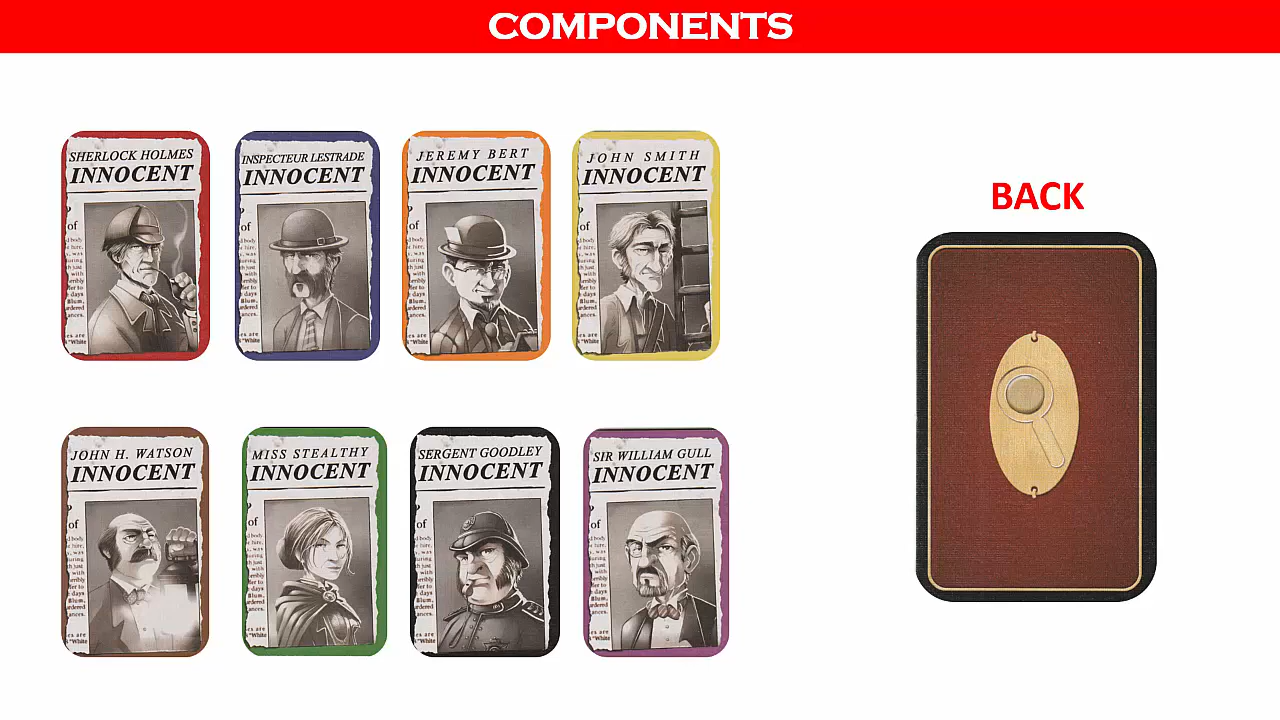 COMPONENTS
SHERLOCK HOLMES
INNOCENT
INSPECTEUR LESTRADE
INNOCENT
JEREMY BERT
INNOCENT
JOHN SMITH
INNOCENT
BACK
JOHN H. WATSON
INNOCENT
MISS STEALTHY
INNOCENT
SERGENT GOODLEY
INNOCENT
SIR WILLIAM GULL
INNOCENT